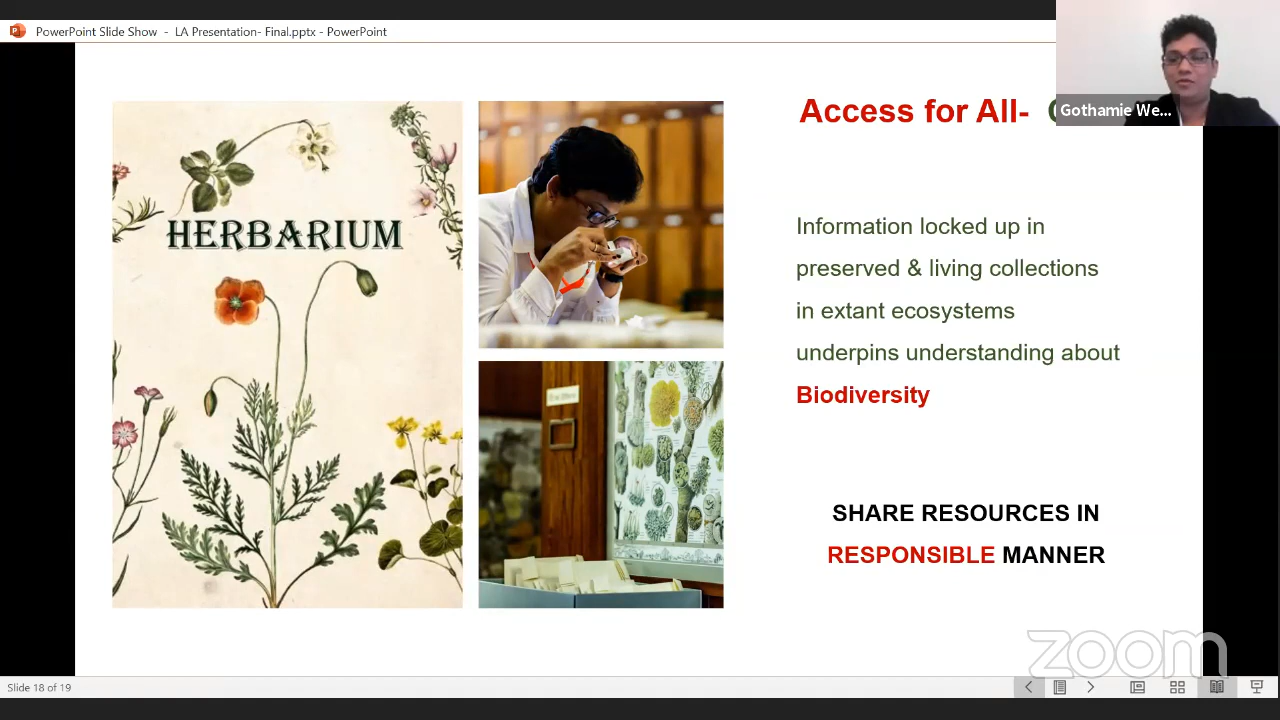 PowerPoint Slide Show - LA Presentation- Final.pptx - PowerPoint
Gothamie We...
Access for All-
HERBARIUM
Information locked up in
preserved & living collections
in extant ecosystems
underpins understanding about
Biodiversity
SHARE RESOURCES IN
RESPONSIBLE MANNER
zoom
Slide 18 of 19